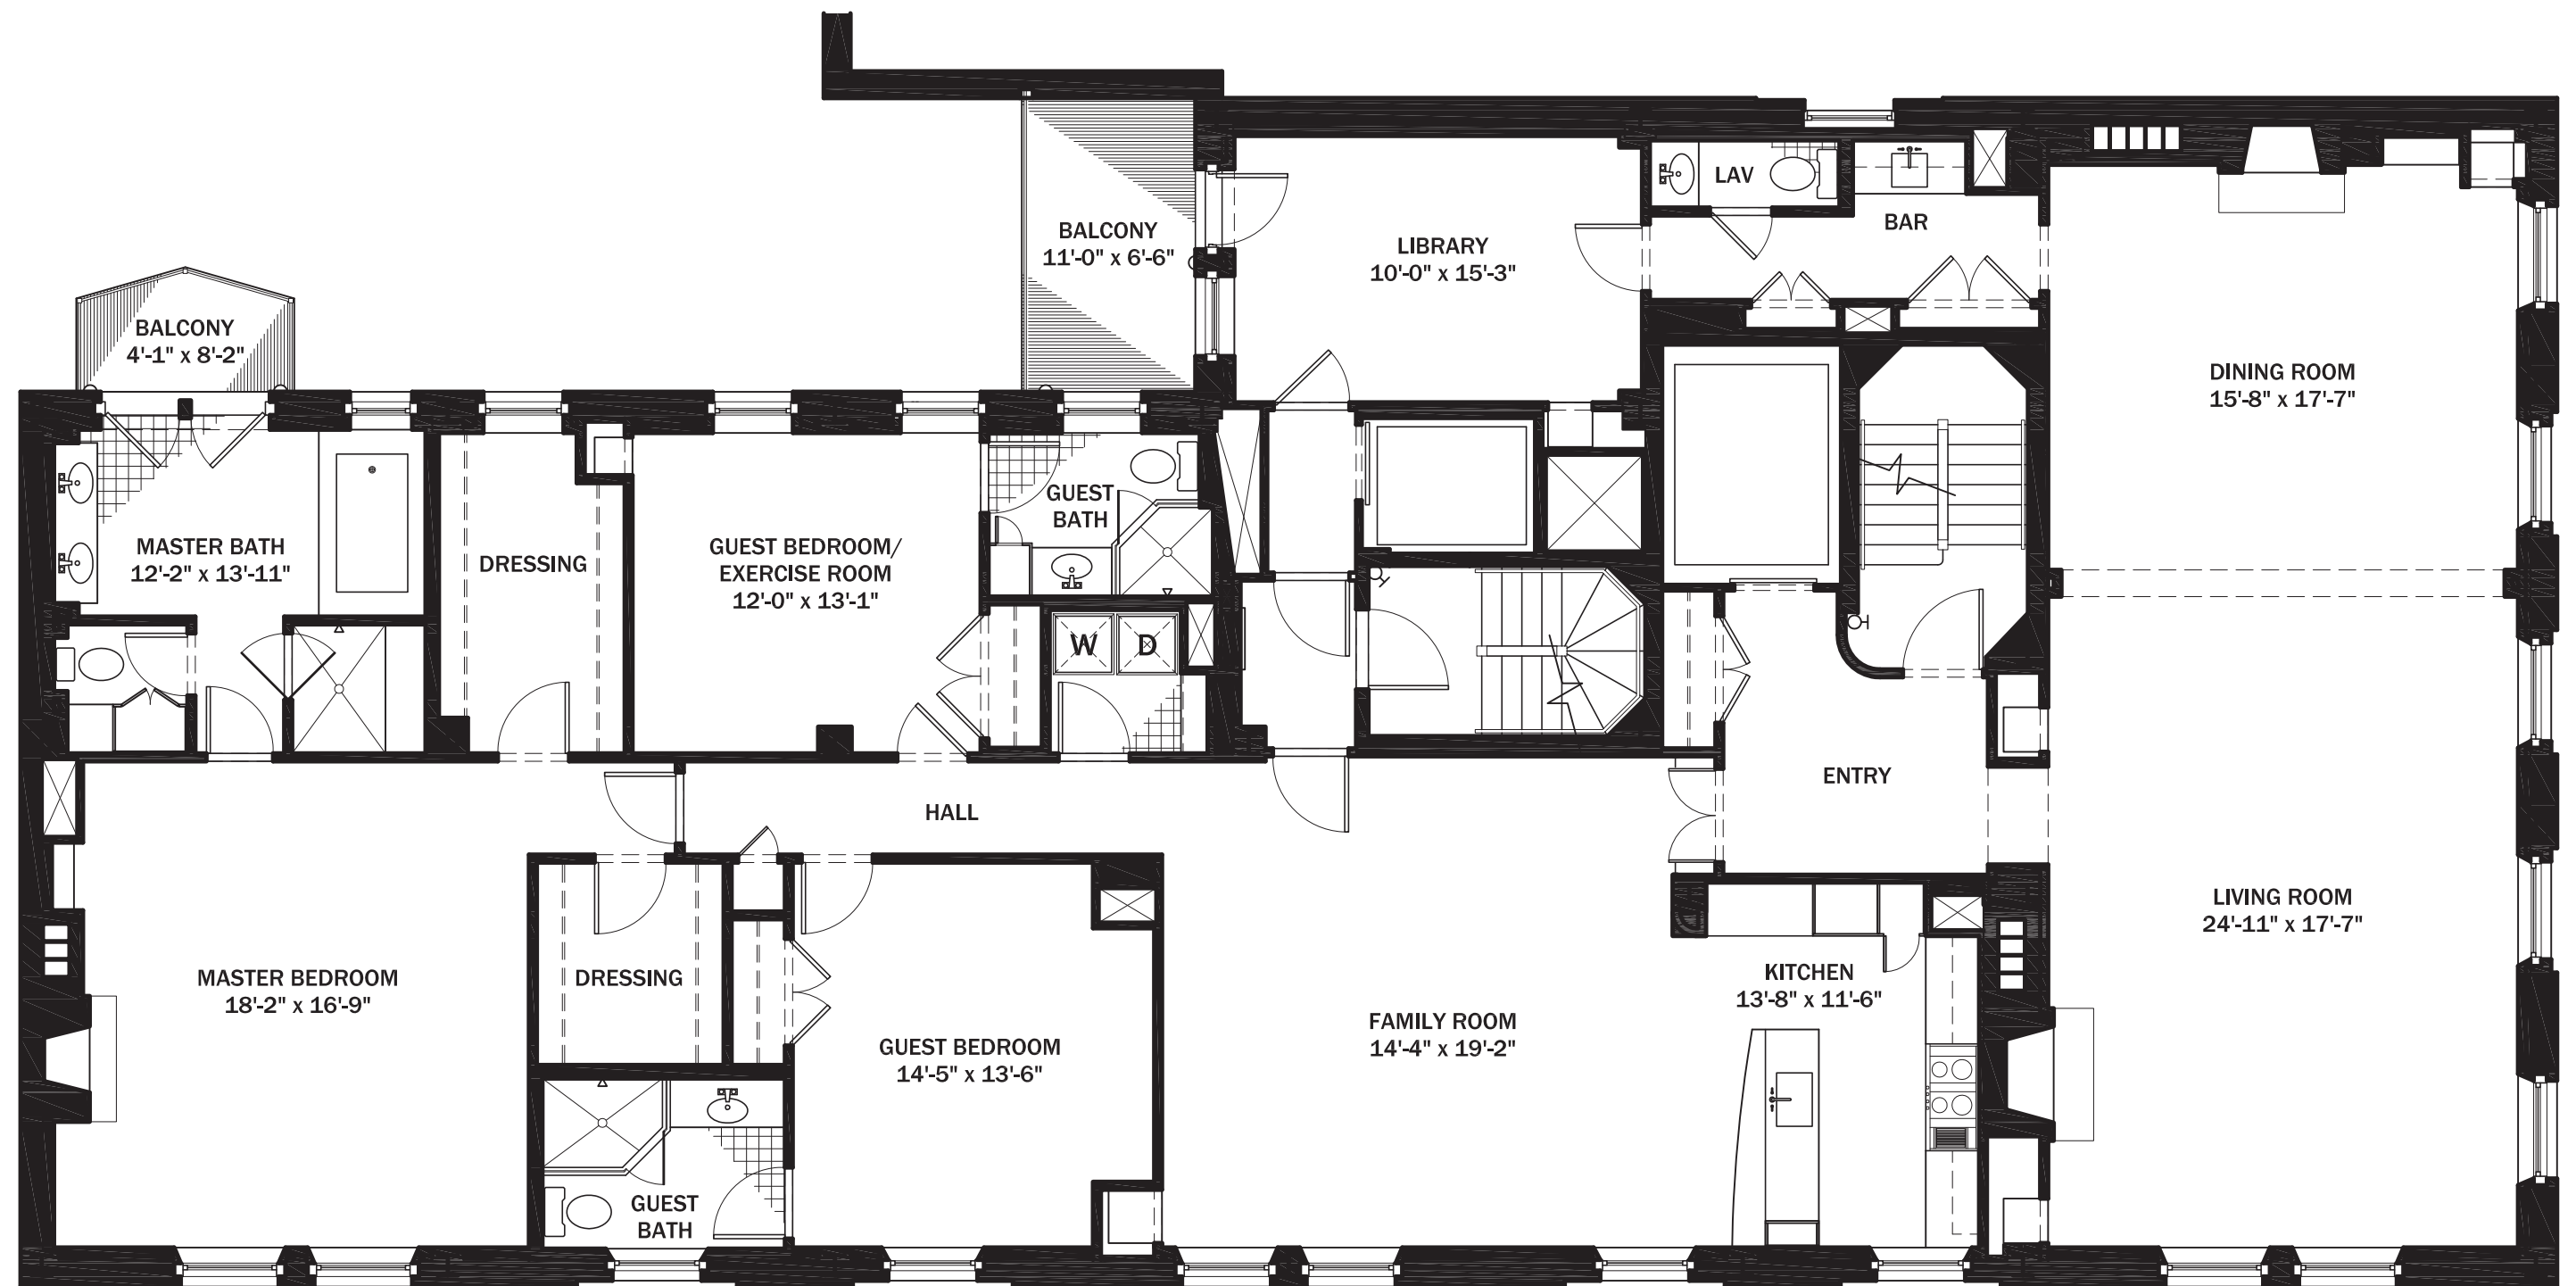 BALCONY
11'-0" x 6'-6"
LAV
BAR
LIBRARY
10'-0" x 15'-3"
BALCONY
4'-1" x 8'-2"
DINING ROOM
15'-8" x 17'-7"
MASTER BATH
12'-2" x 13'-11"
DRESSING
GUEST BEDROOM/
EXERCISE ROOM
12'-0" x 13'-1"
GUEST
BATH
W
D
HALL
ENTRY
MASTER BEDROOM
18'-2" x 16'-9"
DRESSING
GUEST BEDROOM
14'-5" x 13'-6"
FAMILY ROOM
14'-4" x 19'-2"
KITCHEN
13'-8" x 11'-6"
LIVING ROOM
24'-11" x 17'-7"
GUEST
BATH